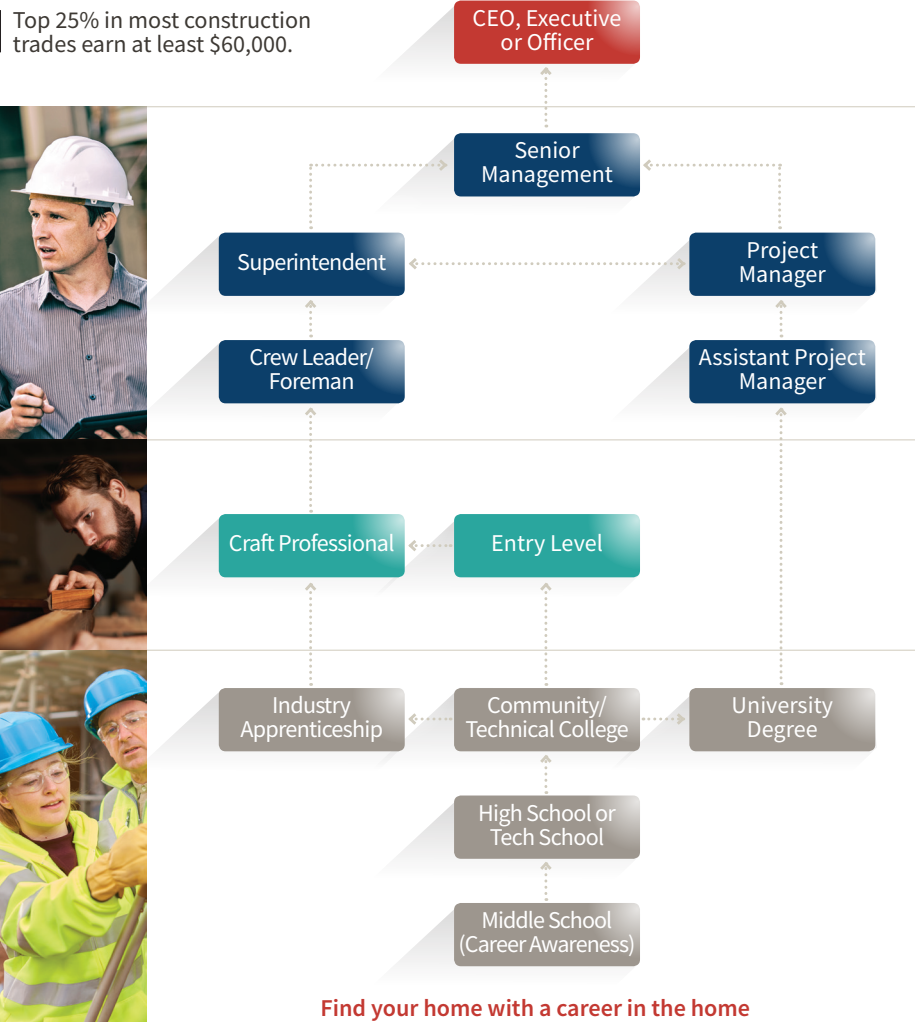 Top 25% in most construction
trades earn at least $60,000.
CEO, Executive
or Officer
Senior
Management
Superintendent
Project
Manager
Crew Leader/
Foreman
Assistant Project
Manager
Craft Professional
Entry Level
Industry
Apprenticeship
Community/
Technical College
University
Degree
High School or
Tech School
Middle School
(Career Awareness)
Find your home with a career in the home